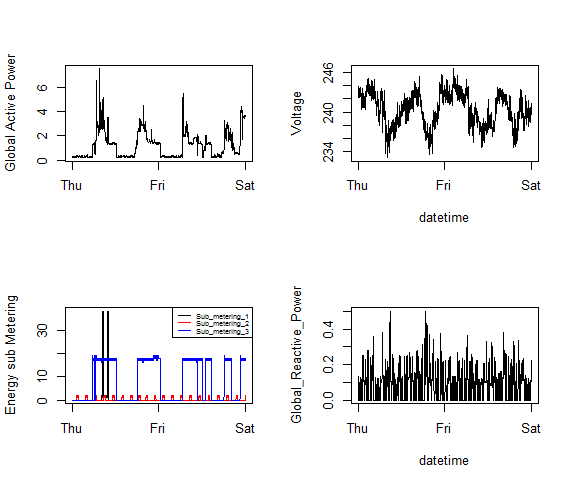 Global Active Power
6
4
2
0
Thu Fri Sat
Voltage
246
240
234
Thu Fri Sat
datetime
Energy sub Metering
30
10
0
Sub_metering_1
Sub_metering_2
Sub_metering_3
Thu Fri Sat
Global_Reactive_Power
0.4
0.2
0.0
Thu Fri Sat
datetime